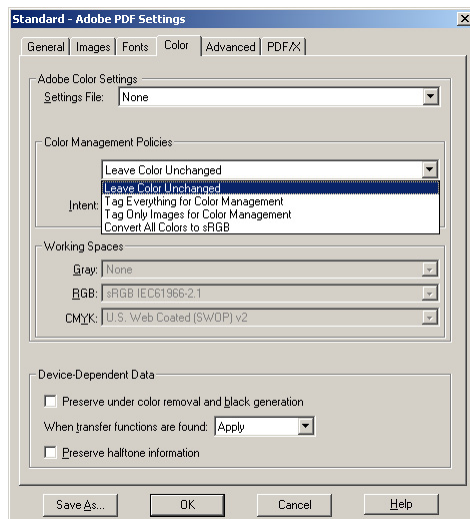 Standard - Adobe PDF Settings
General Images Fonts Color Advanced PDF/X
Adobe Color Settings
Settings File: None
Color Management Policies
Leave Color Unchanged
Leave Color Unchanged
Tag Everything for Color Management
Intent: Tag Only Images for Color Management
Convert All Colors to sRGB
Working Spaces
Gray: None
RGB: sRGB IEC61966-2.1
CMYK: U.S. Web Coated (SWOP) v2
Device-Dependent Data
Preserve under color removal and black generation
When transfer functions are found: Apply
Preserve halftone information
Save As... OK Cancel Help